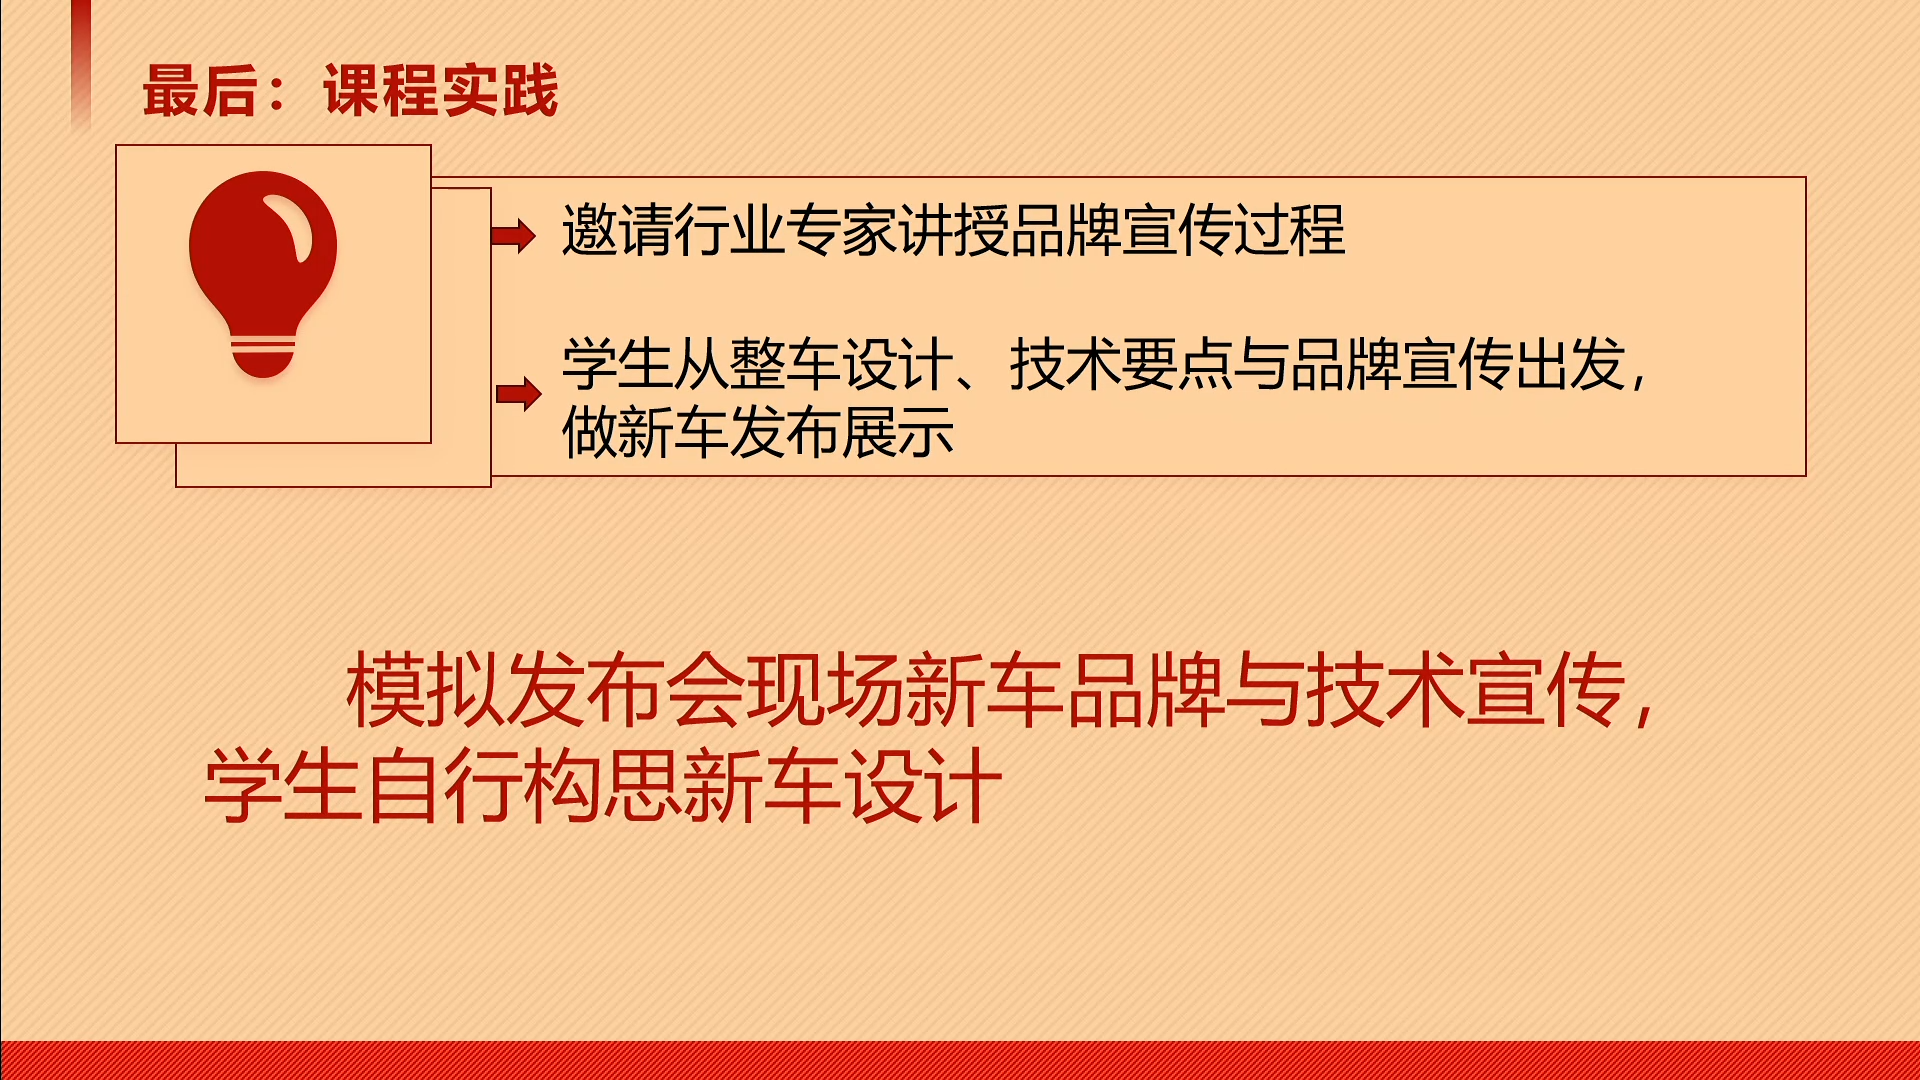 最后：课程实践
邀请行业专家讲授品牌宣传过程
学生从整车设计、技术要点与品牌宣传出发，
做新车发布展示
模拟发布会现场新车品牌与技术宣传，
学生自行构思新车设计